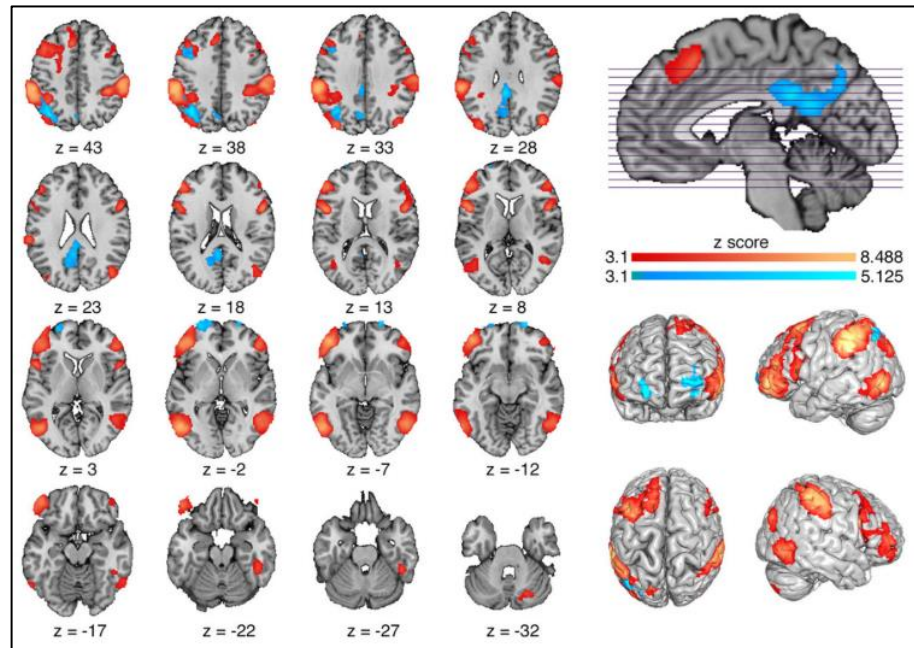 z = 43
z = 38
z = 33
z = 28
z = 23
z = 18
z = 13
z = 8
z = 3
z = -2
z = -7
z = -12
z = -17
z = -22
z = -27
z = -32
z score
3.1 8.488
3.1 5.125